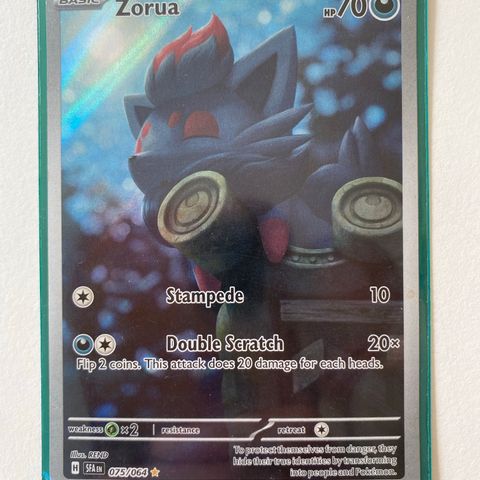 BASIC
Zorua HP 70
Stampede 10
Double Scratch 20×
Flip 2 coins. This attack does 20 damage for each heads.
weakness ×2 resistance retreat
Illus. REND
H SFA EN 075/064
To protect themselves from danger, they
hide their true identities by transforming
into people and Pokémon.